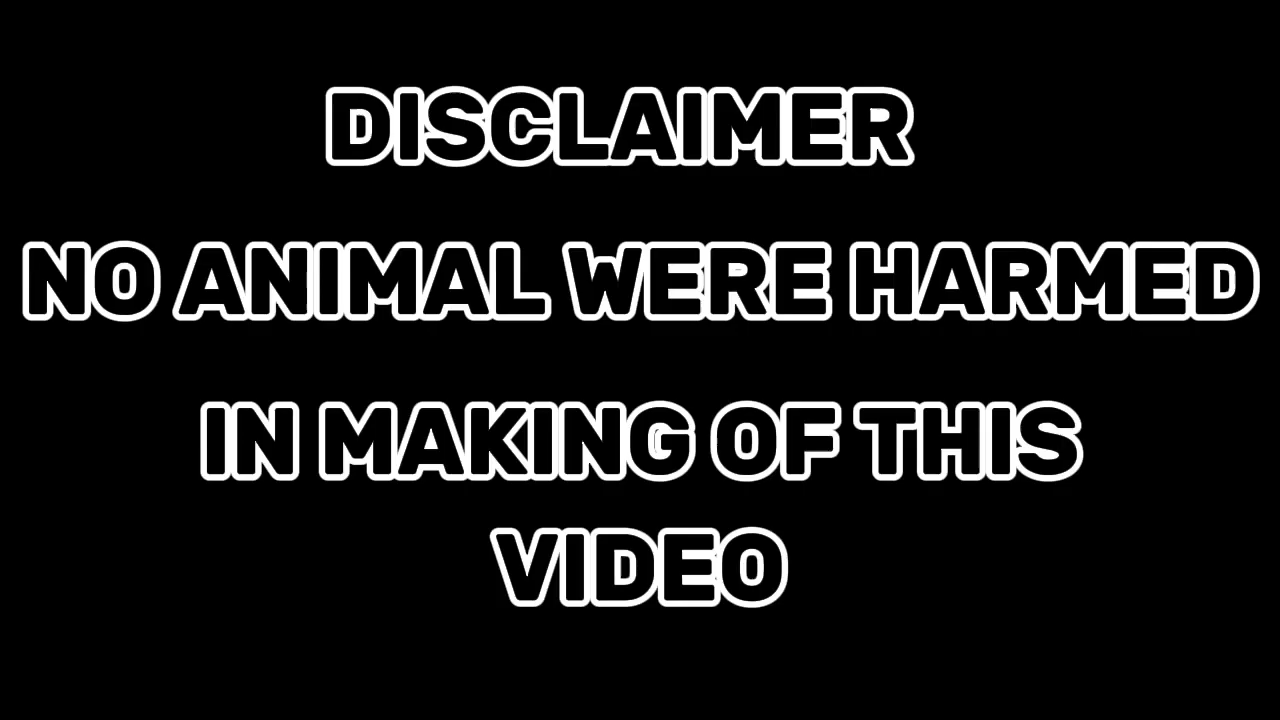 DISCLAIMER
NO ANIMAL WERE HARMED
IN MAKING OF THIS
VIDEO